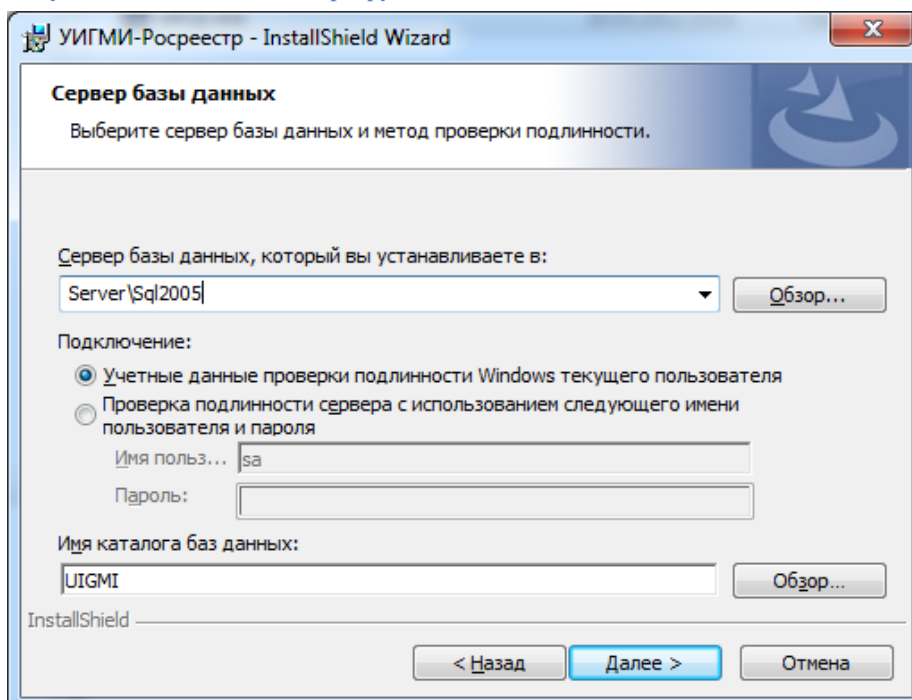 УИГМИ-Росреестр - InstallShield Wizard
Сервер базы данных
Выберите сервер базы данных и метод проверки подлинности.
Сервер базы данных, который вы устанавливаете в:
Server\Sql2005
Обзор...
Подключение:
Учетные данные проверки подлинности Windows текущего пользователя
Проверка подлинности сервера с использованием следующего имени
пользователя и пароля
Имя польз... sa
Пароль:
Имя каталога баз данных:
UIGMI
Обзор...
InstallShield
< Назад
Далее >
Отмена